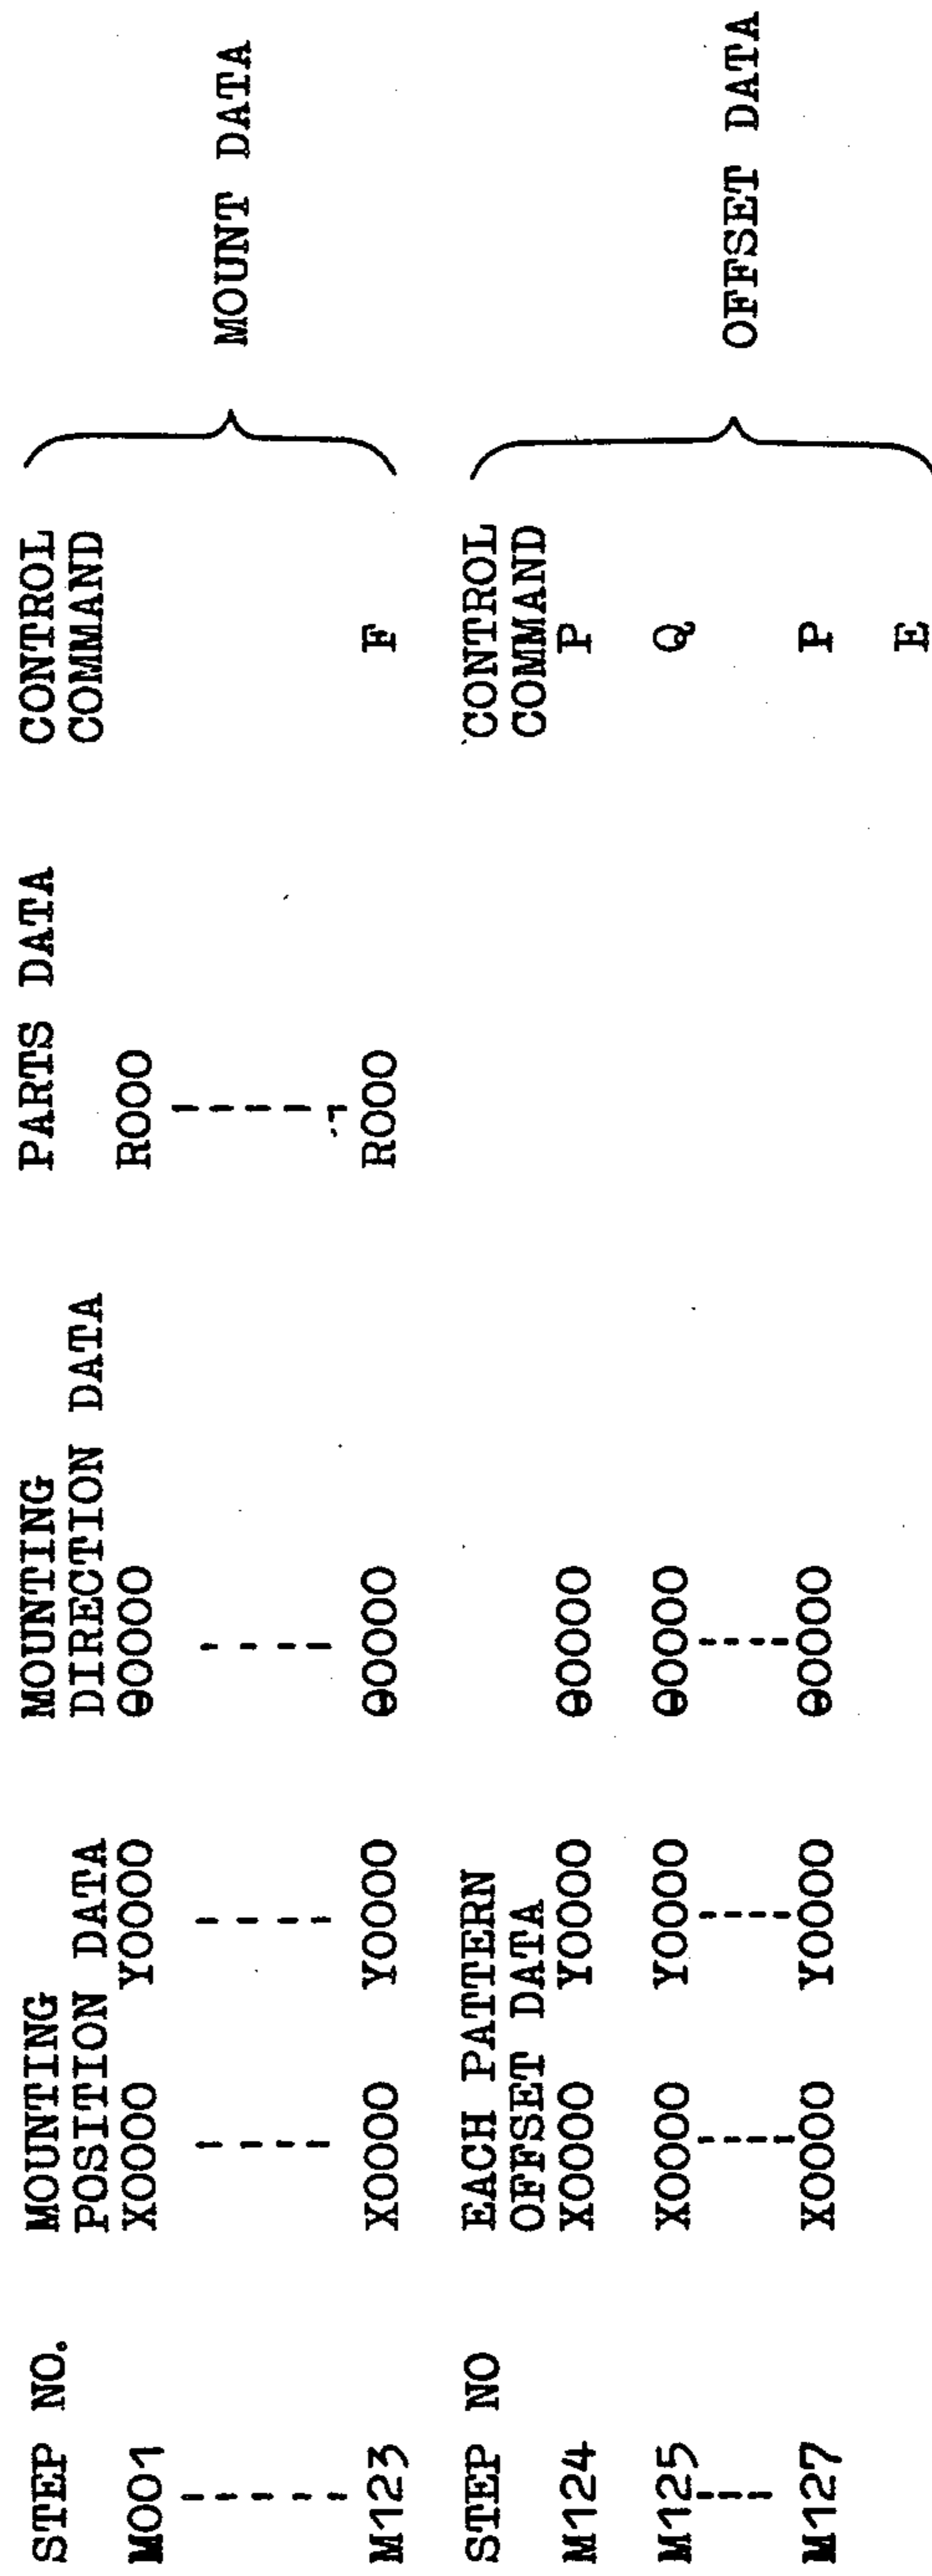 STEP NO. MOUNTING POSITION DATA MOUNTING DIRECTION DATA PARTS DATA CONTROL COMMAND
M001 X0000 Y0000 θ0000 R000
M123 X0000 Y0000 θ0000 R000 F
MOUNT DATA
STEP NO EACH PATTERN OFFSET DATA CONTROL COMMAND
M124 X0000 Y0000 θ0000 P
M125 X0000 Y0000 θ0000 Q
M127 X0000 Y0000 θ0000 P
E
OFFSET DATA